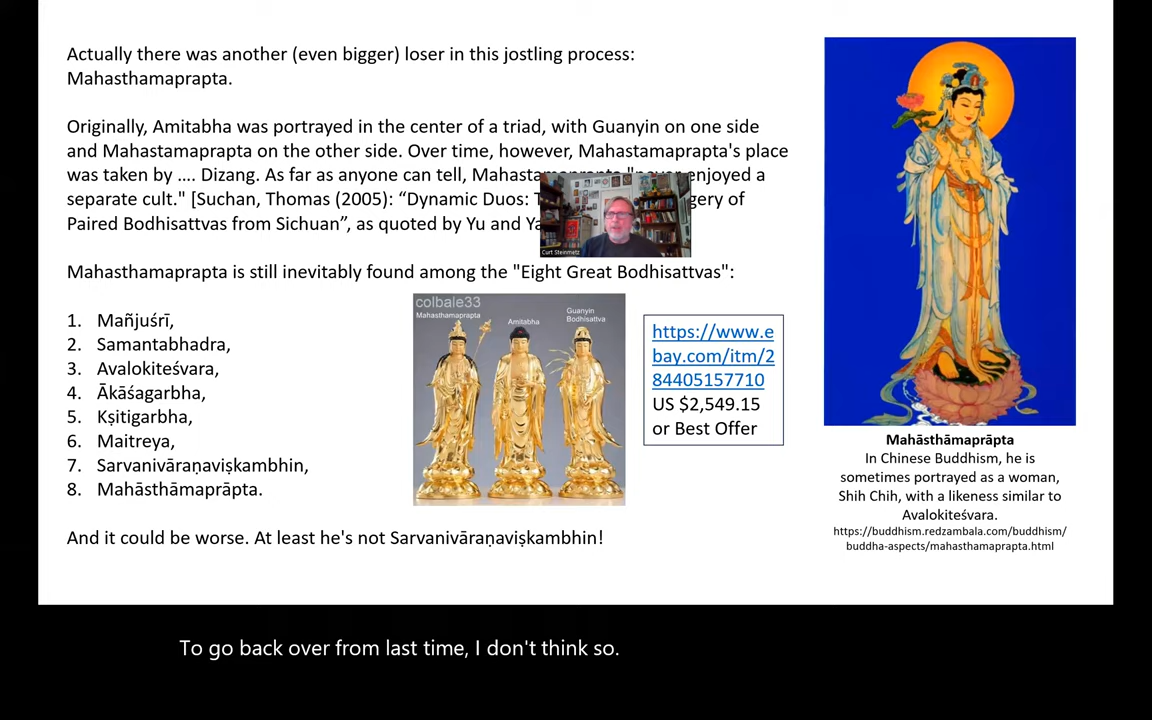 Actually there was another (even bigger) loser in this jostling process:
Mahasthamaprapta.
Originally, Amitabha was portrayed in the center of a triad, with Guanyin on one side
and Mahastamaprapta on the other side. Over time, however, Mahastamaprapta's place
was taken by .... Dizang. As far as anyone can tell, enjoyed a
separate cult." [Suchan, Thomas (2005): “Dynamic Duos: of
Paired Bodhisattvas from Sichuan”, as quoted by Yu and
Curt Steinmetz
Mahasthamaprapta is still inevitably found among the "Eight Great Bodhisattvas":
1. Mañjuśrī,
2. Samantabhadra,
3. Avalokiteśvara,
4. Ākāśagarbha,
5. Kṣitigarbha,
6. Maitreya,
7. Sarvanivāraṇaviṣkambhin,
8. Mahāsthāmaprāpta.
colbale33
Mahasthamaprapta
Amitabha
Guanyin
Bodhisattva
https://www.e
bay.com/itm/2
84405157710
US $2,549.15
or Best Offer
And it could be worse. At least he's not Sarvanivāraṇaviṣkambhin!
Mahāsthāmaprāpta
In Chinese Buddhism, he is
sometimes portrayed as a woman,
Shih Chih, with a likeness similar to
Avalokiteśvara.
https://buddhism.redzambala.com/buddhism/
buddha-aspects/mahasthamaprapta.html
To go back over from last time, I don't think so.